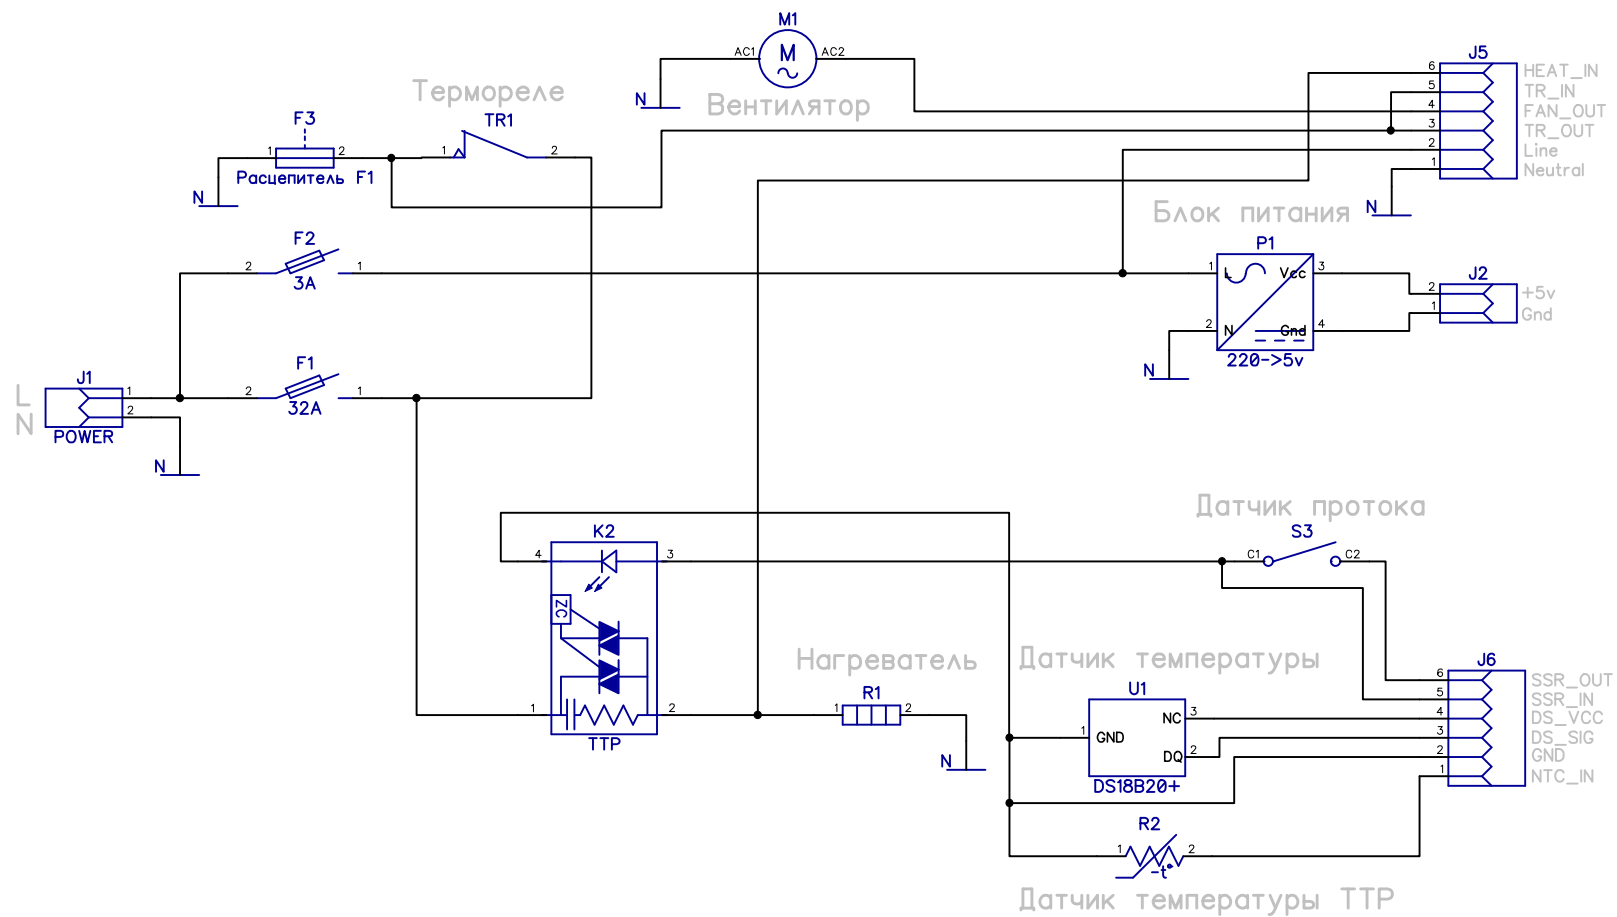 M1
AC1
M
AC2
N
Вентилятор
J5
6
HEAT_IN
5
TR_IN
4
FAN_OUT
3
TR_OUT
2
Line
1
Neutral
N
Термореле
TR1
1
2
F3
1
2
Расцепитель F1
N
F2
2
1
3A
Блок питания
P1
1
L
Vcc
3
2
N
Gnd
4
220->5v
N
J2
2
+5v
1
Gnd
F1
2
1
32A
J1
L
1
N
2
POWER
N
K2
4
3
ZC
1
2
TTP
Датчик протока
S3
C1
C2
Нагреватель
R1
1
2
N
Датчик температуры
U1
NC
3
1
GND
DQ
2
DS18B20+
J6
6
SSR_OUT
5
SSR_IN
4
DS_VCC
3
DS_SIG
2
GND
1
NTC_IN
R2
1
2
-t°
Датчик температуры ТТР